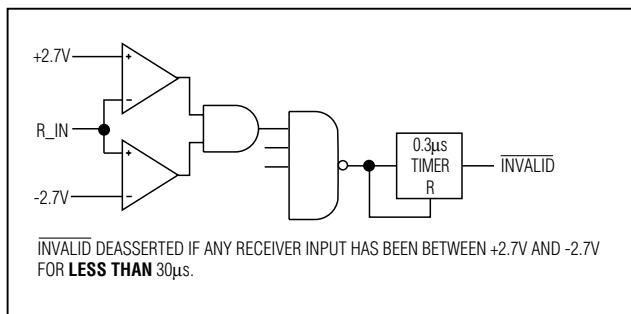 +2.7V
R_IN
-2.7V
+
-
+
-
0.3µs
TIMER
R
INVALID
INVALID DEASSERTED IF ANY RECEIVER INPUT HAS BEEN BETWEEN +2.7V AND -2.7V
FOR LESS THAN 30µs.